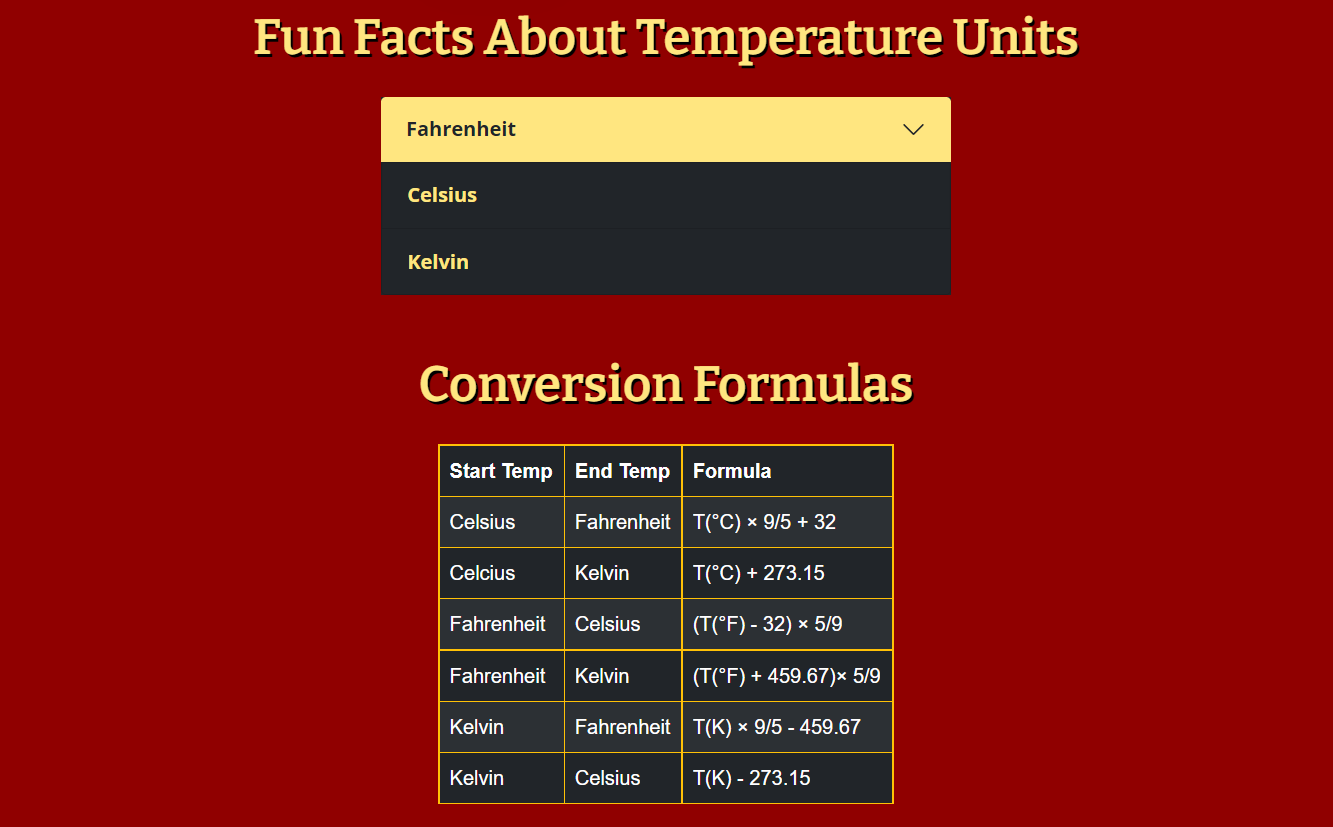 Fun Facts About Temperature Units
Fahrenheit
Celsius
Kelvin
Conversion Formulas
Start Temp End Temp Formula
Celsius Fahrenheit T(°C) × 9/5 + 32
Celcius Kelvin T(°C) + 273.15
Fahrenheit Celsius (T(°F) - 32) × 5/9
Fahrenheit Kelvin (T(°F) + 459.67)× 5/9
Kelvin Fahrenheit T(K) × 9/5 - 459.67
Kelvin Celsius T(K) - 273.15